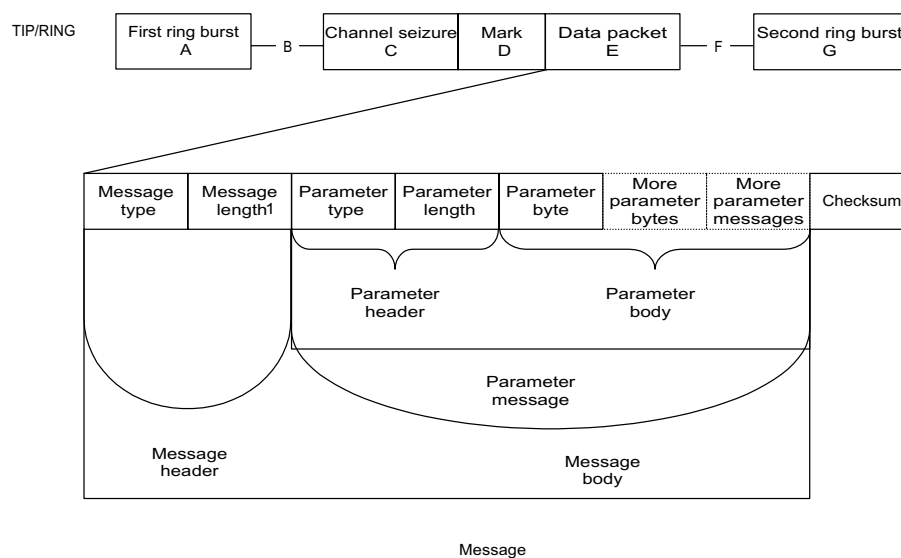 TIP/RING
First ring burst
A
B
Channel seizure
C
Mark
D
Data packet
E
F
Second ring burst
G
Message
type
Message
length1
Parameter
type
Parameter
length
Parameter
byte
More
parameter
bytes
More
parameter
messages
Checksum
Parameter
header
Parameter
body
Parameter
message
Message
header
Message
body
Message